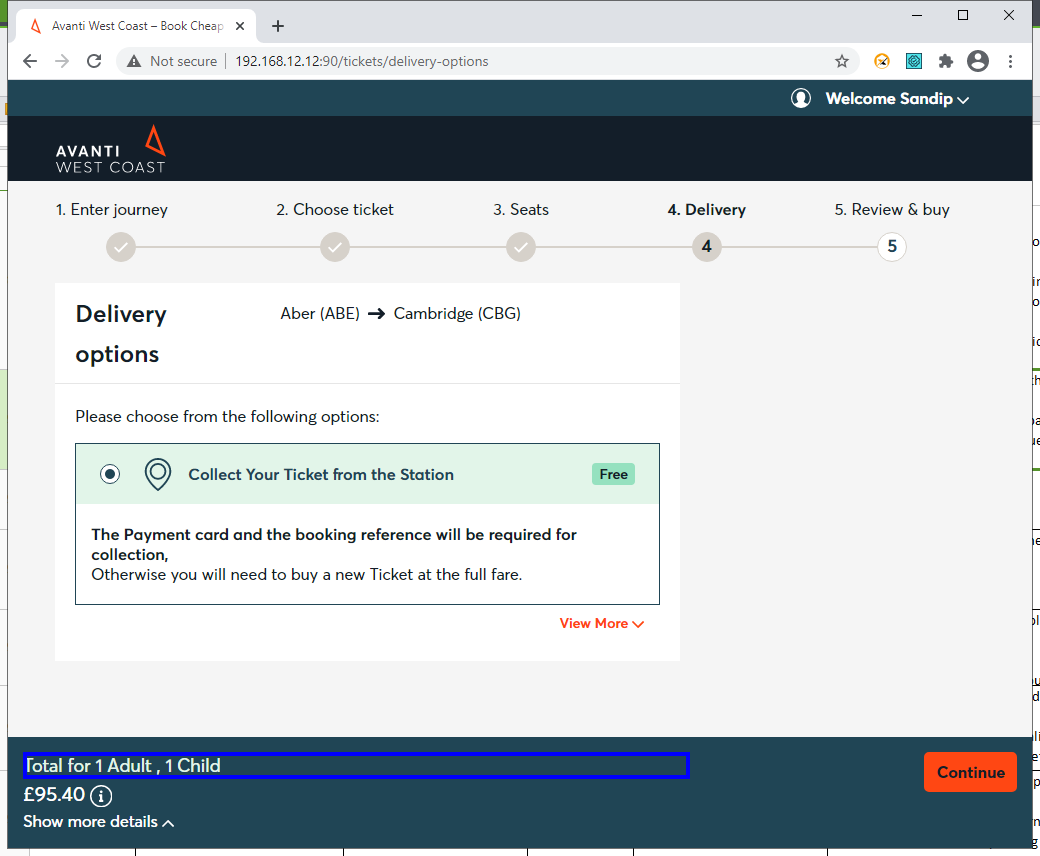 Avanti West Coast – Book Cheap
Not secure
192.168.12.12:90/tickets/delivery-options
Welcome Sandip
AVANTI
WEST COAST
1. Enter journey
2. Choose ticket
3. Seats
4. Delivery
5. Review & buy
4
5
Delivery
options
Aber (ABE) → Cambridge (CBG)
Please choose from the following options:
Collect Your Ticket from the Station
Free
The Payment card and the booking reference will be required for
collection,
Otherwise you will need to buy a new Ticket at the full fare.
View More
Total for 1 Adult , 1 Child
£95.40
Show more details
Continue